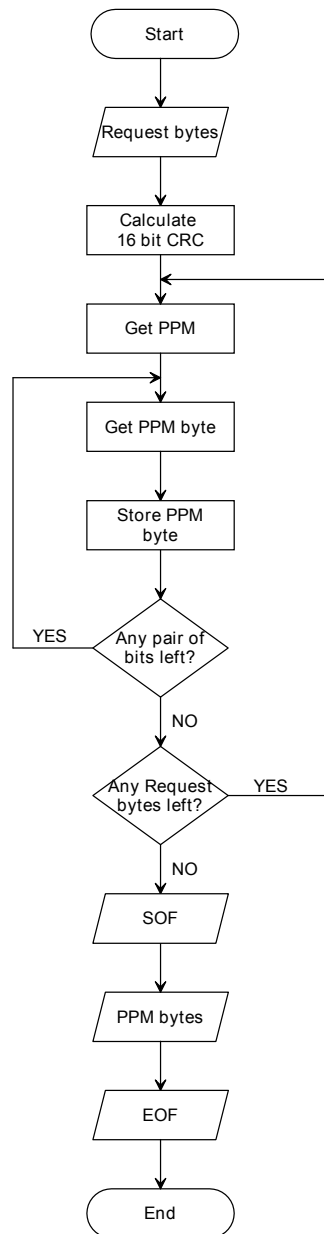 Start
Request bytes
Calculate
16 bit CRC
Get PPM
Get PPM byte
Store PPM
byte
YES
Any pair of
bits left?
NO
Any Request
bytes left?
YES
NO
SOF
PPM bytes
EOF
End